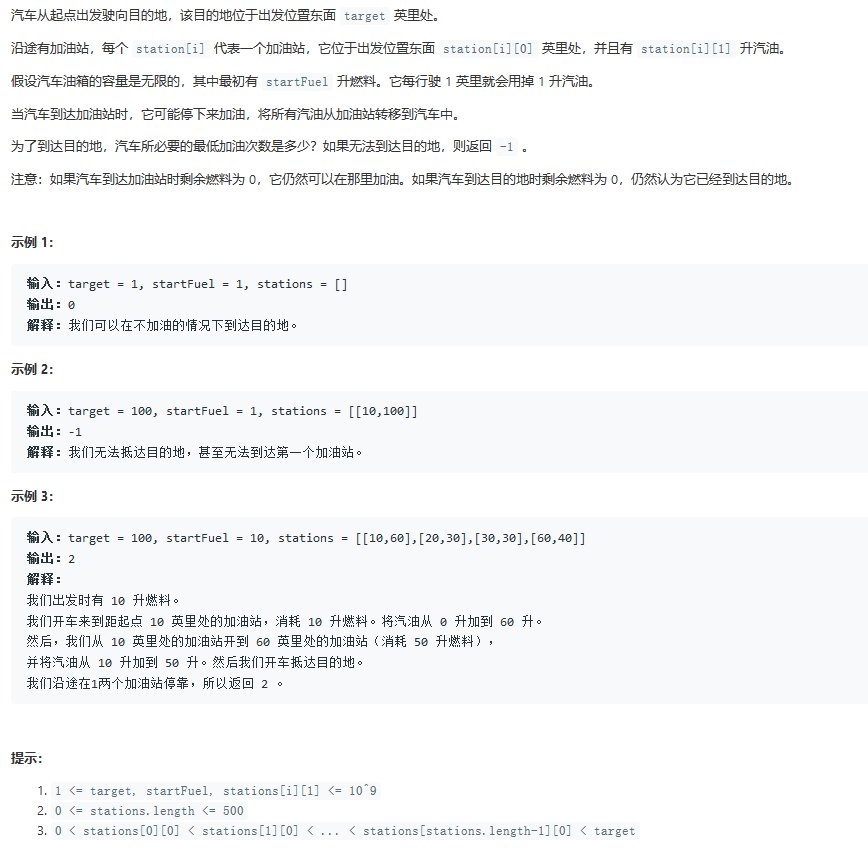 汽车从起点出发驶向目的地，该目的地位于出发位置东面 target 英里处。
沿途有加油站，每个 station[i] 代表一个加油站，它位于出发位置东面 station[i][0] 英里处，并且有 station[i][1] 升汽油。
假设汽车油箱的容量是无限的，其中最初有 startFuel 升燃料。它每行驶 1 英里就会用掉 1 升汽油。
当汽车到达加油站时，它可能停下来加油，将所有汽油从加油站转移到汽车中。
为了到达目的地，汽车所必要的最低加油次数是多少？如果无法到达目的地，则返回 -1 。
注意：如果汽车到达加油站时剩余燃料为 0，它仍然可以在那里加油。如果汽车到达目的地时剩余燃料为 0，仍然认为它已经到达目的地。
示例 1：
输入：target = 1, startFuel = 1, stations = []
输出：0
解释：我们可以在不加油的情况下到达目的地。
示例 2：
输入：target = 100, startFuel = 1, stations = [[10,100]]
输出：-1
解释：我们无法抵达目的地，甚至无法到达第一个加油站。
示例 3：
输入：target = 100, startFuel = 10, stations = [[10,60],[20,30],[30,30],[60,40]]
输出：2
解释：
我们出发时有 10 升燃料。
我们开车来到距起点 10 英里处的加油站，消耗 10 升燃料。将汽油从 0 升加到 60 升。
然后，我们从 10 英里处的加油站开到 60 英里处的加油站（消耗 50 升燃料），
并将汽油从 10 升加到 50 升。然后我们开车抵达目的地。
我们沿途在1两个加油站停靠，所以返回 2 。
提示：
1. 1 <= target, startFuel, stations[i][1] <= 10^9
2. 0 <= stations.length <= 500
3. 0 < stations[0][0] < stations[1][0] < ... < stations[stations.length-1][0] < target